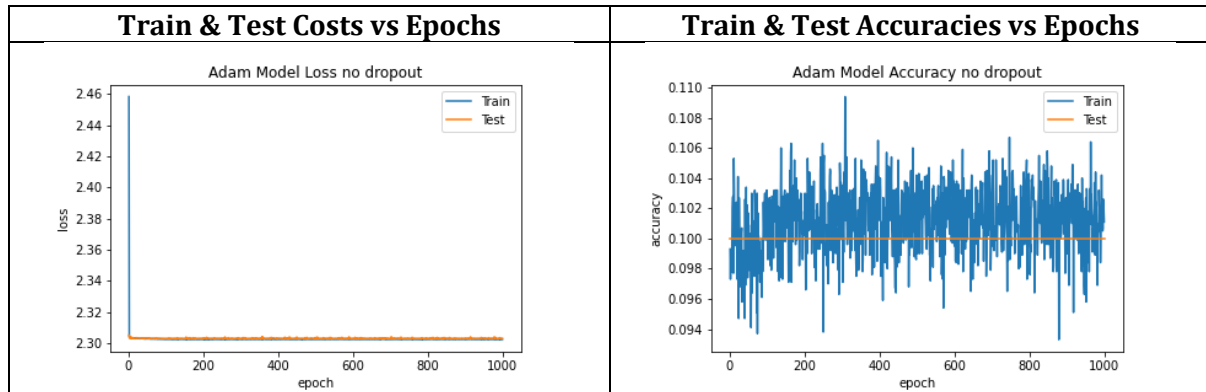 Train & Test Costs vs Epochs
Train & Test Accuracies vs Epochs
Adam Model Loss no dropout
2.46
2.44
2.42
2.40
2.38
2.36
2.34
2.32
2.30
loss
Train
Test
0
200
400
600
800
1000
epoch
Adam Model Accuracy no dropout
0.110
0.108
0.106
0.104
0.102
0.100
0.098
0.096
0.094
accuracy
Train
Test
0
200
400
600
800
1000
epoch